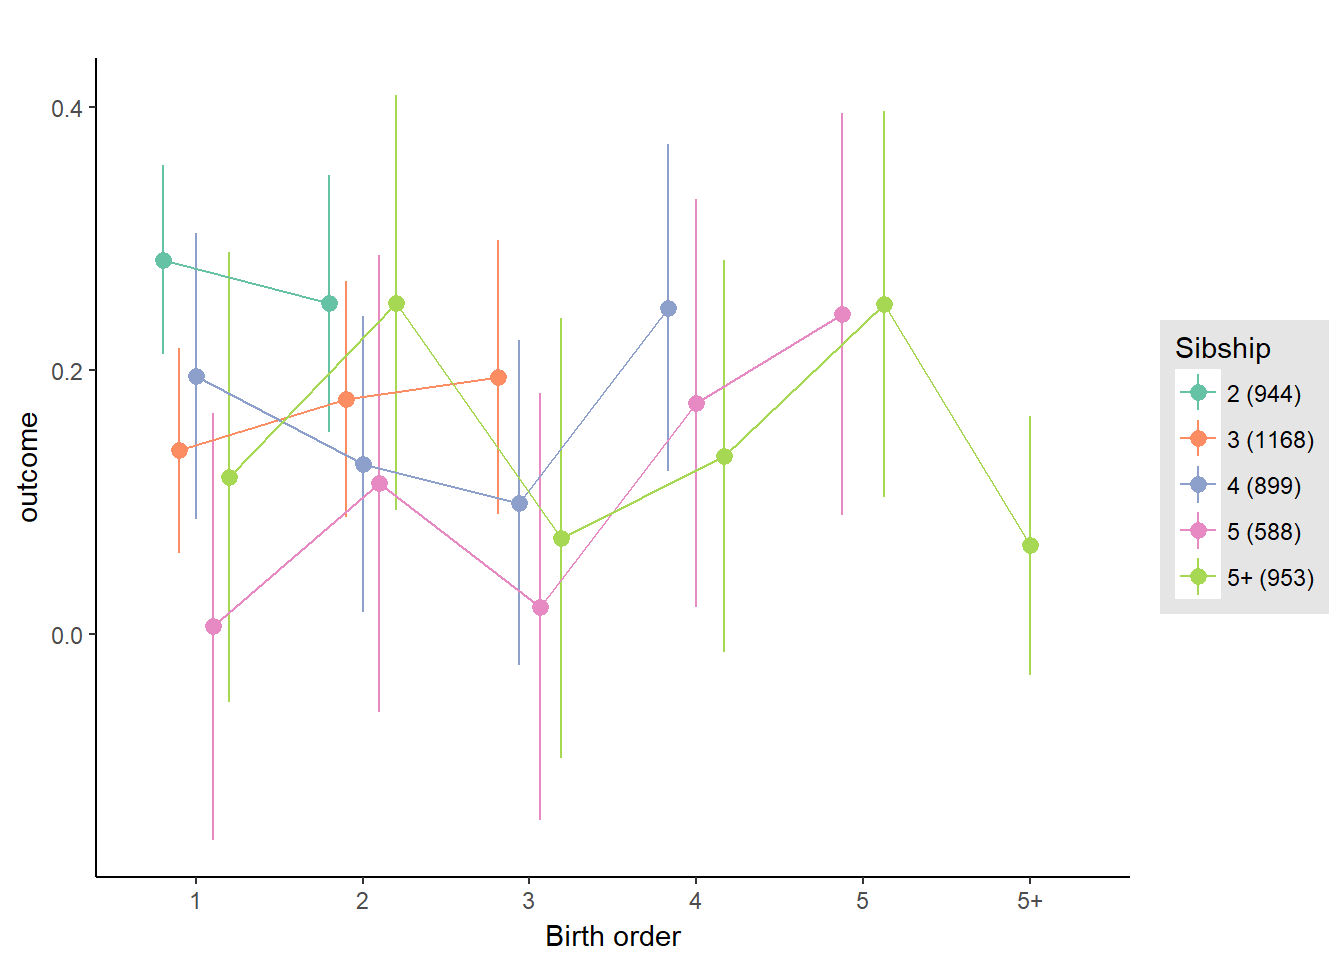 0.4
0.2
0.0
outcome
1 2 3 4 5 5+
Birth order
Sibship
2 (944)
3 (1168)
4 (899)
5 (588)
5+ (953)